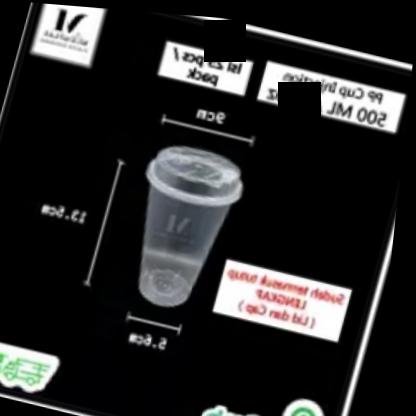 Isi 25 pcs /
pack
PP Cup Injection
500 ML
9cm
13.5cm
5.6cm
Sudah termasuk tutup
LENGKAP
( Lid dan Cup )